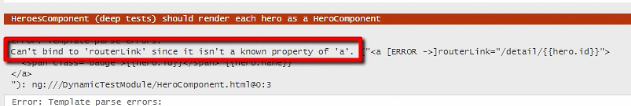 HeroesComponent (deep tests) should render each hero as a HeroComponent
Error: Template parse errors:
Can't bind to 'routerLink' since it isn't a known property of 'a'. ("<a [ERROR ->]routerLink="/detail/{{hero.id}}">
<span class="badge">{{hero.id}}</span> {{hero.name}}
</a>
"): ng:///DynamicTestModule/HeroComponent.html@0:3
Error: Template parse errors: